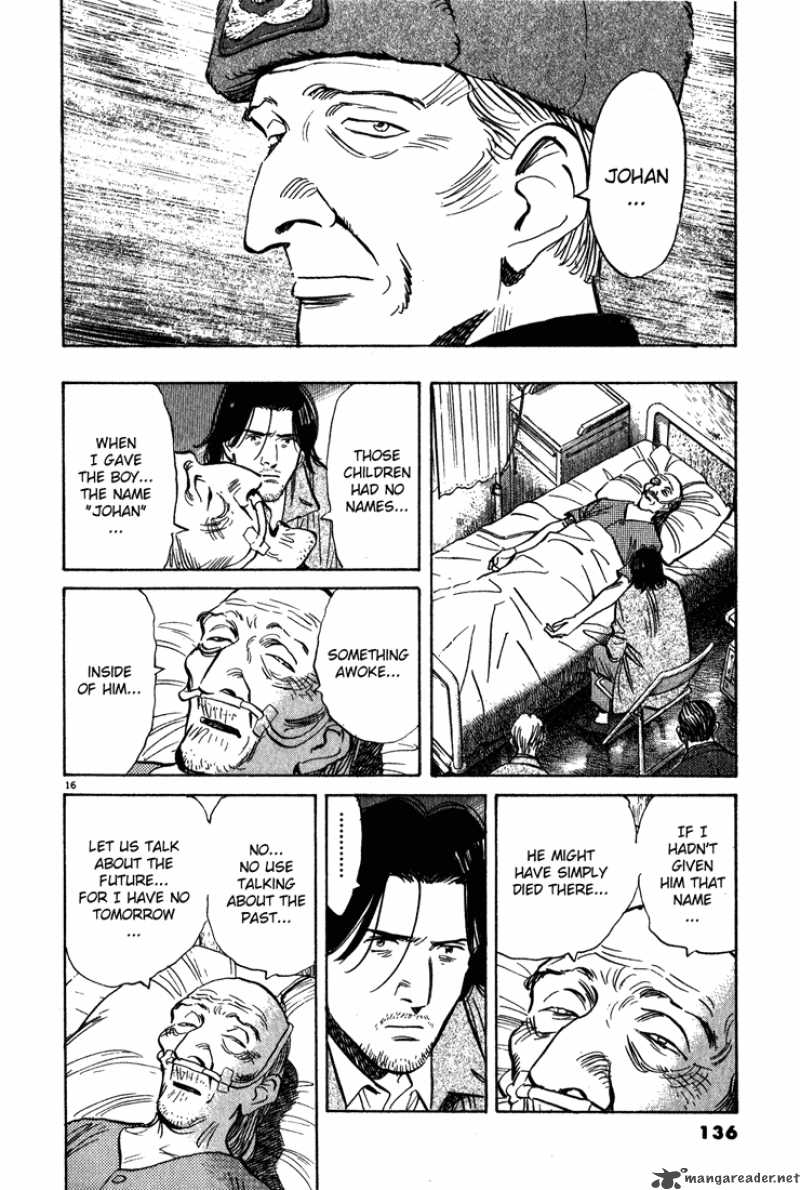 JOHAN
...
THOSE
CHILDREN
HAD NO
NAMES...
WHEN
I GAVE
THE BOY...
THE NAME
"JOHAN"
...
SOMETHING
AWOKE...
INSIDE
OF HIM...
16
IF I
HADN'T
GIVEN
HIM THAT
NAME
...
HE MIGHT
HAVE SIMPLY
DIED THERE...
.........
NO...
NO USE
TALKING
ABOUT THE
PAST...
LET US TALK
ABOUT THE
FUTURE...
FOR I HAVE NO
TOMORROW
...
136
mangareader.net